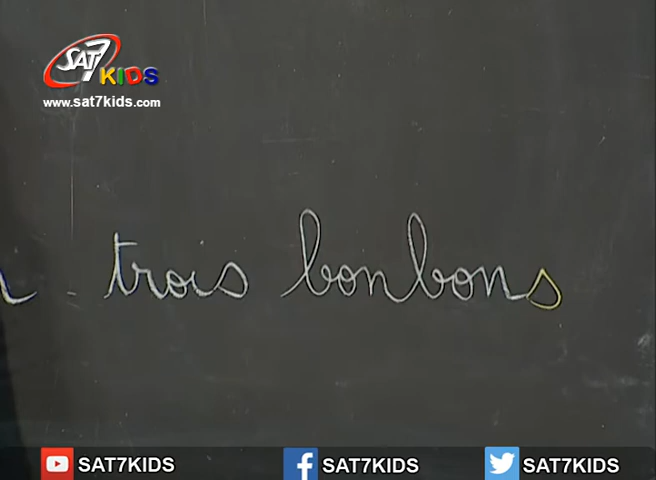 SAT7 KIDS
www.sat7kids.com
- trois bonbons
SAT7KIDS SAT7KIDS SAT7KIDS